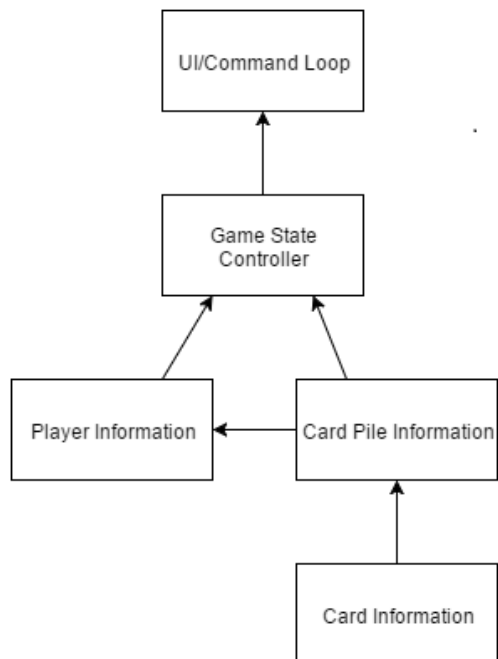 UI/Command Loop
Game State
Controller
Player Information
Card Pile Information
Card Information